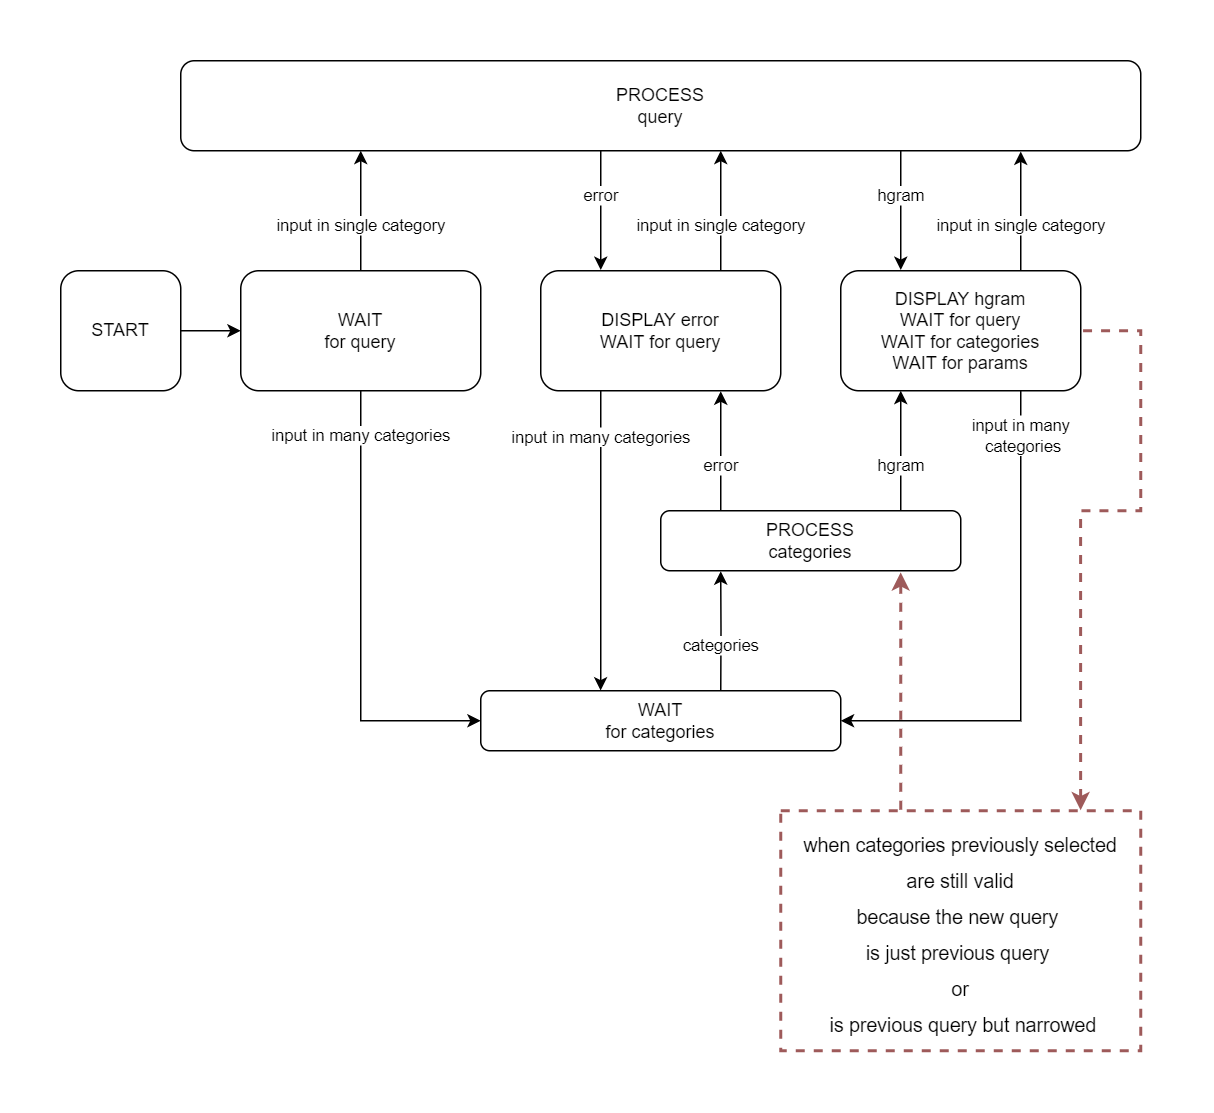 PROCESS
query
error
hgram
input in single category
input in single category
input in single category
START
WAIT
for query
DISPLAY error
WAIT for query
DISPLAY hgram
WAIT for query
WAIT for categories
WAIT for params
input in many categories
input in many categories
input in many
categories
error
hgram
PROCESS
categories
categories
WAIT
for categories
when categories previously selected
are still valid
because the new query
is just previous query
or
is previous query but narrowed